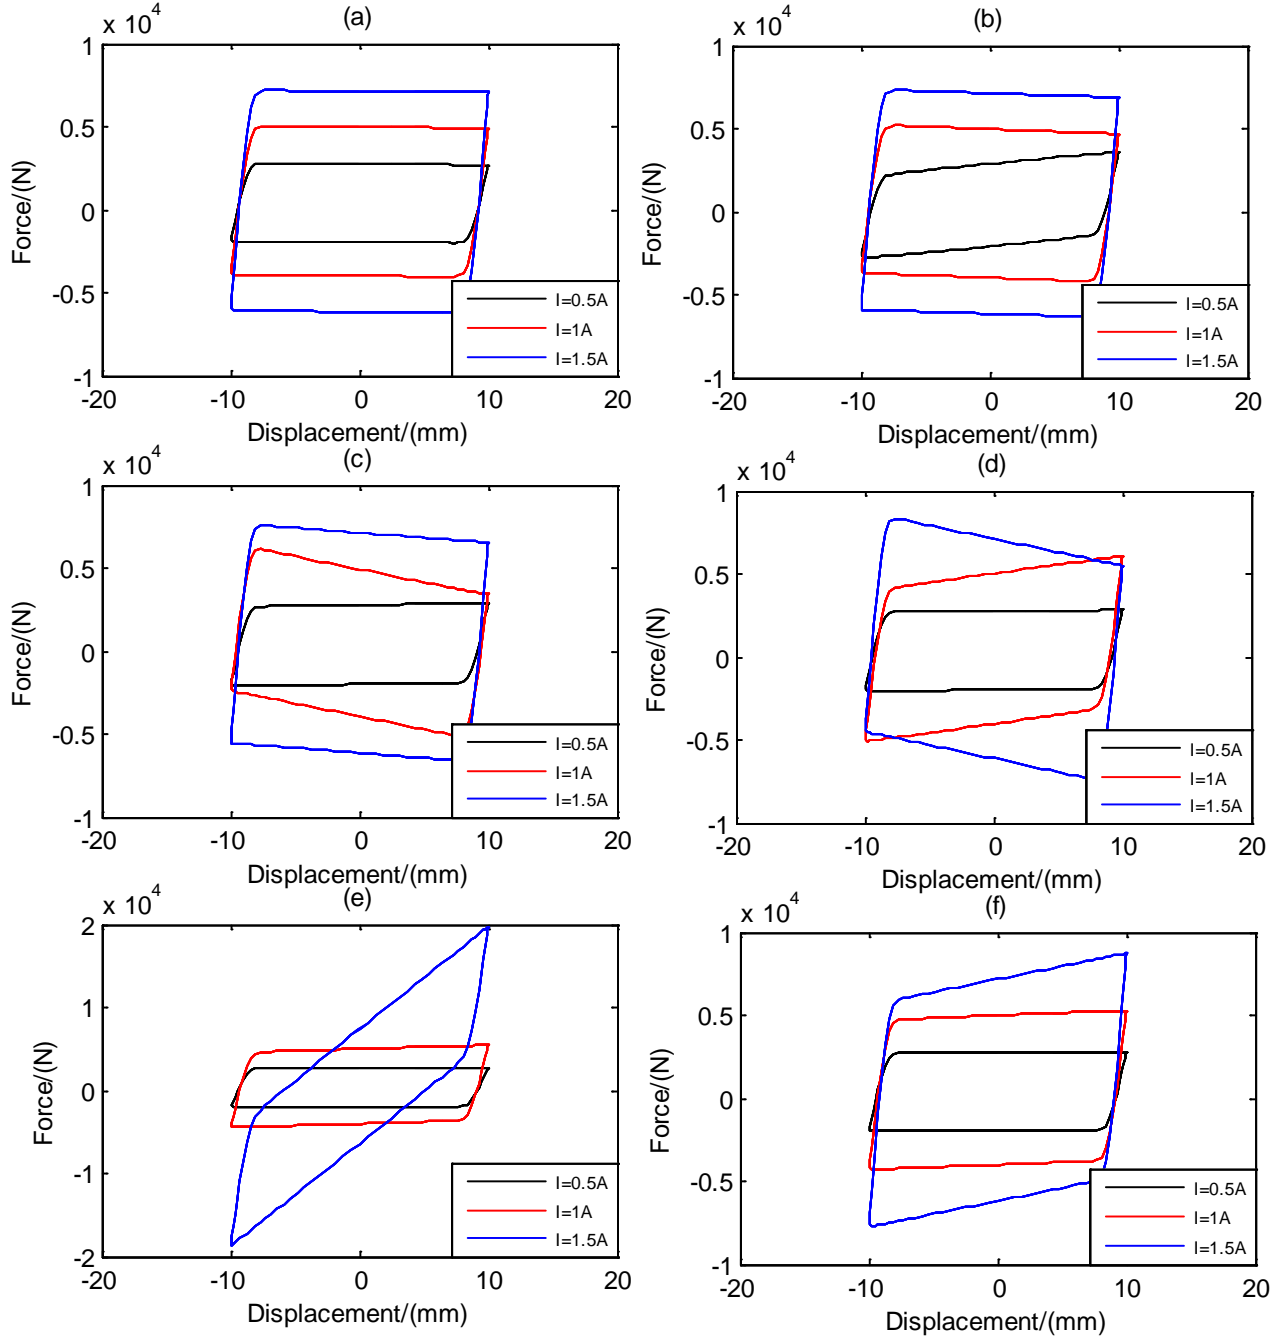 (a)
x 10^4
1
0.5
0
-0.5
-1
-20
-10
0
10
20
Force/(N)
Displacement/(mm)
I=0.5A
I=1A
I=1.5A
(b)
x 10^4
1
0.5
0
-0.5
-1
-20
-10
0
10
20
Force/(N)
Displacement/(mm)
I=0.5A
I=1A
I=1.5A
(c)
x 10^4
1
0.5
0
-0.5
-1
-20
-10
0
10
20
Force/(N)
Displacement/(mm)
I=0.5A
I=1A
I=1.5A
(d)
x 10^4
1
0.5
0
-0.5
-1
-20
-10
0
10
20
Force/(N)
Displacement/(mm)
I=0.5A
I=1A
I=1.5A
(e)
x 10^4
2
1
0
-1
-2
-20
-10
0
10
20
Force/(N)
Displacement/(mm)
I=0.5A
I=1A
I=1.5A
(f)
x 10^4
1
0.5
0
-0.5
-1
-20
-10
0
10
20
Force/(N)
Displacement/(mm)
I=0.5A
I=1A
I=1.5A